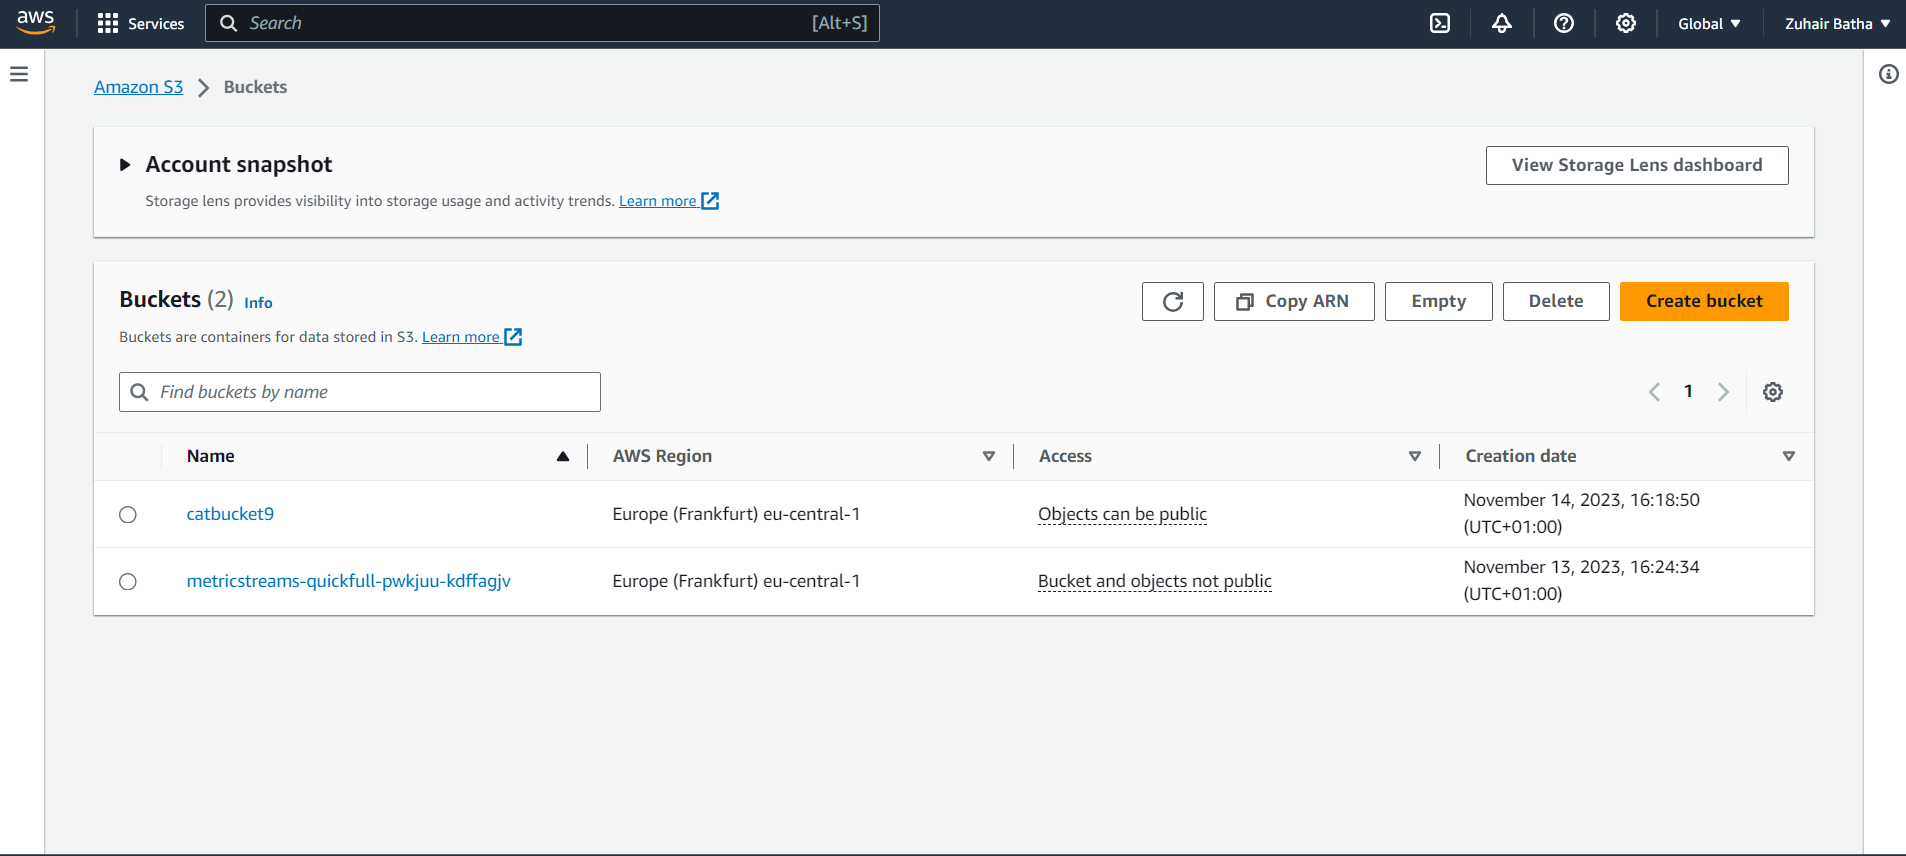 aws
Services
Search [Alt+S]
Global
Zuhair Batha
Amazon S3 Buckets
Account snapshot
View Storage Lens dashboard
Storage lens provides visibility into storage usage and activity trends. Learn more
Buckets (2) Info
Copy ARN
Empty
Delete
Create bucket
Buckets are containers for data stored in S3. Learn more
Find buckets by name
1
Name AWS Region Access Creation date
catbucket9 Europe (Frankfurt) eu-central-1 Objects can be public November 14, 2023, 16:18:50
(UTC+01:00)
metricstreams-quickfull-pwkjuu-kdffagjv Europe (Frankfurt) eu-central-1 Bucket and objects not public November 13, 2023, 16:24:34
(UTC+01:00)